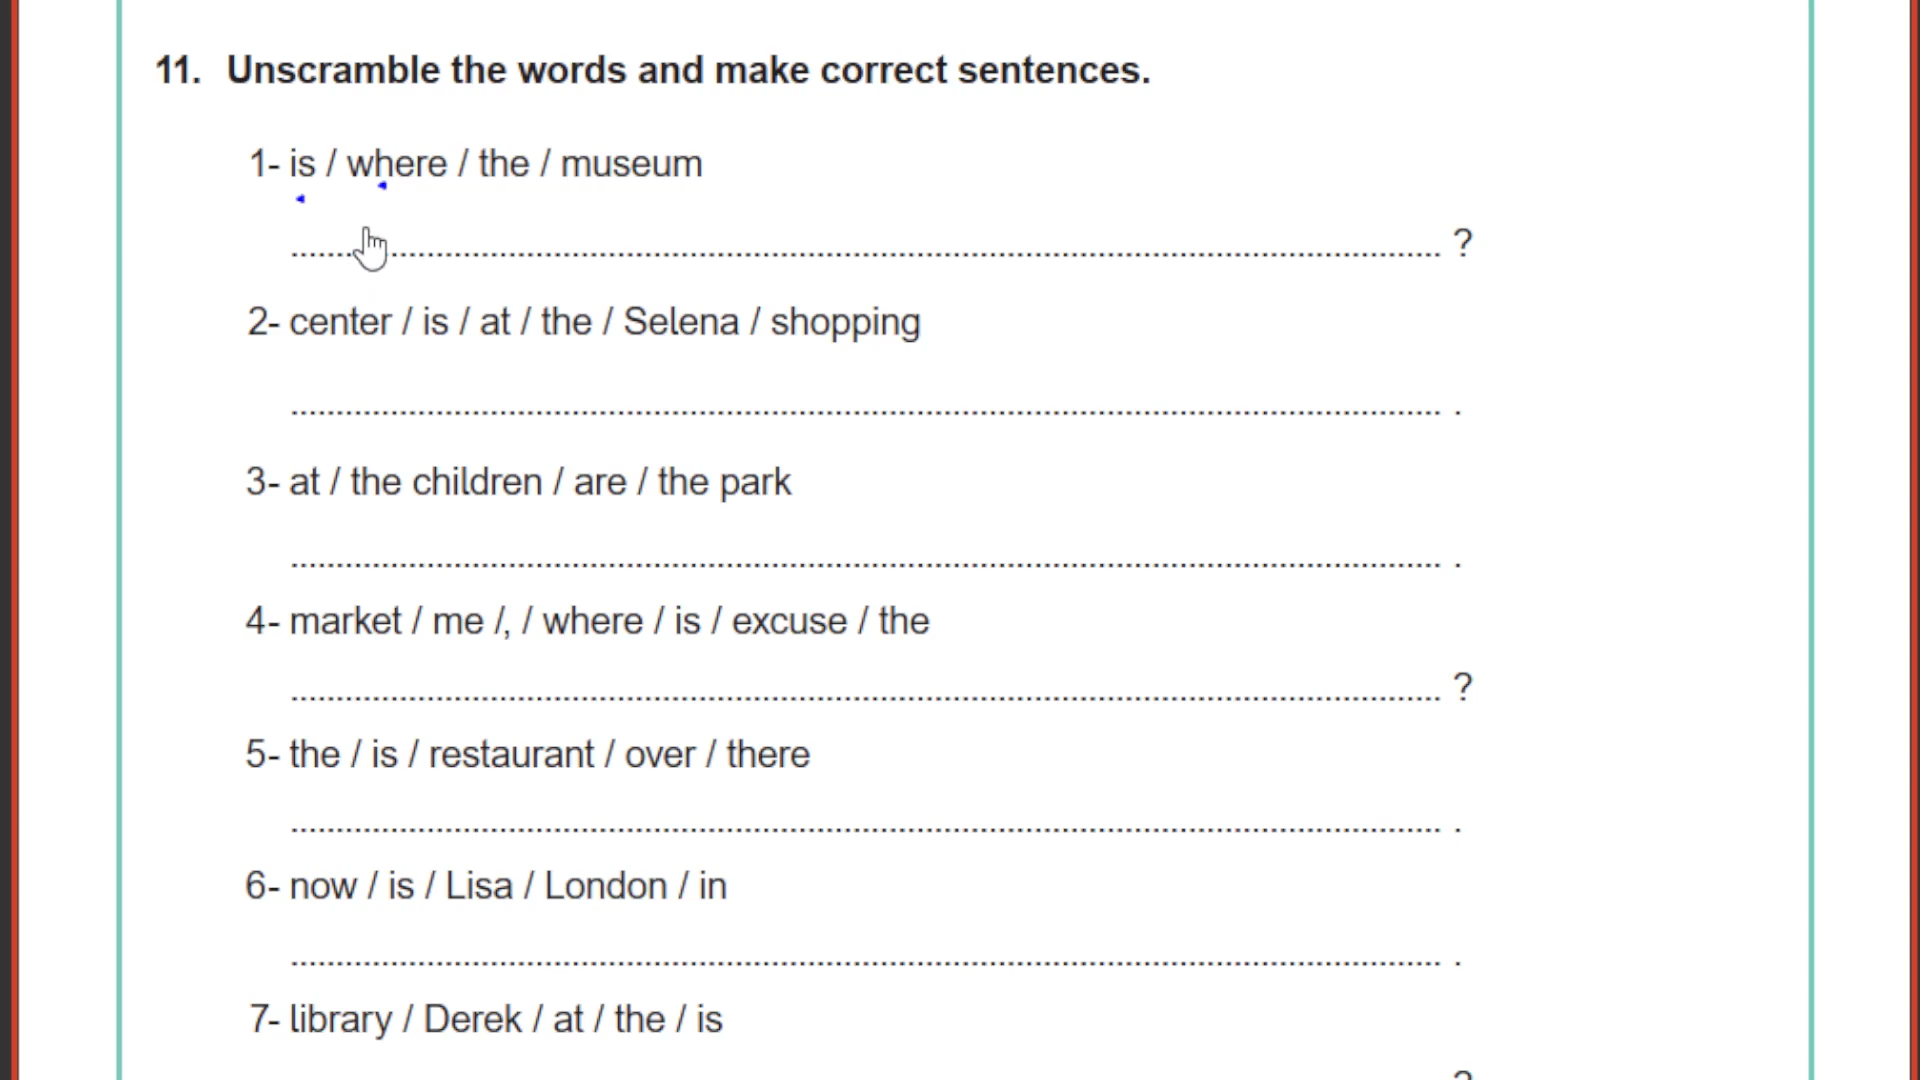 11. Unscramble the words and make correct sentences.
1- is / where / the / museum
.......................................................... ?
2- center / is / at / the / Selena / shopping
.......................................................... .
3- at / the children / are / the park
.......................................................... .
4- market / me /, / where / is / excuse / the
.......................................................... ?
5- the / is / restaurant / over / there
.......................................................... .
6- now / is / Lisa / London / in
.......................................................... .
7- library / Derek / at / the / is
?